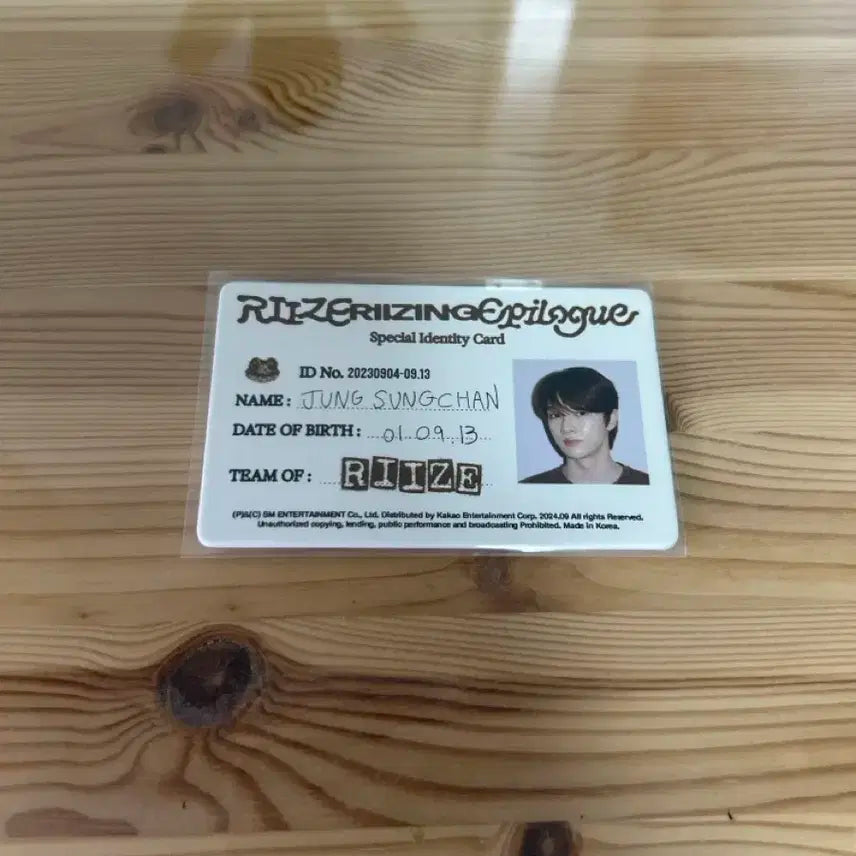 RIIZE RIIZING Epilogue
Special Identity Card
ID No. 20230904-09.13
NAME : JUNG SUNGCHAN
DATE OF BIRTH : 01.09.13
TEAM OF : RIIZE
(P)&(C) SM ENTERTAINMENT Co., Ltd. Distributed by Kakao Entertainment Corp. 2024.09 All rights Reserved.
Unauthorized copying, lending, public performance and broadcasting Prohibited. Made in Korea.